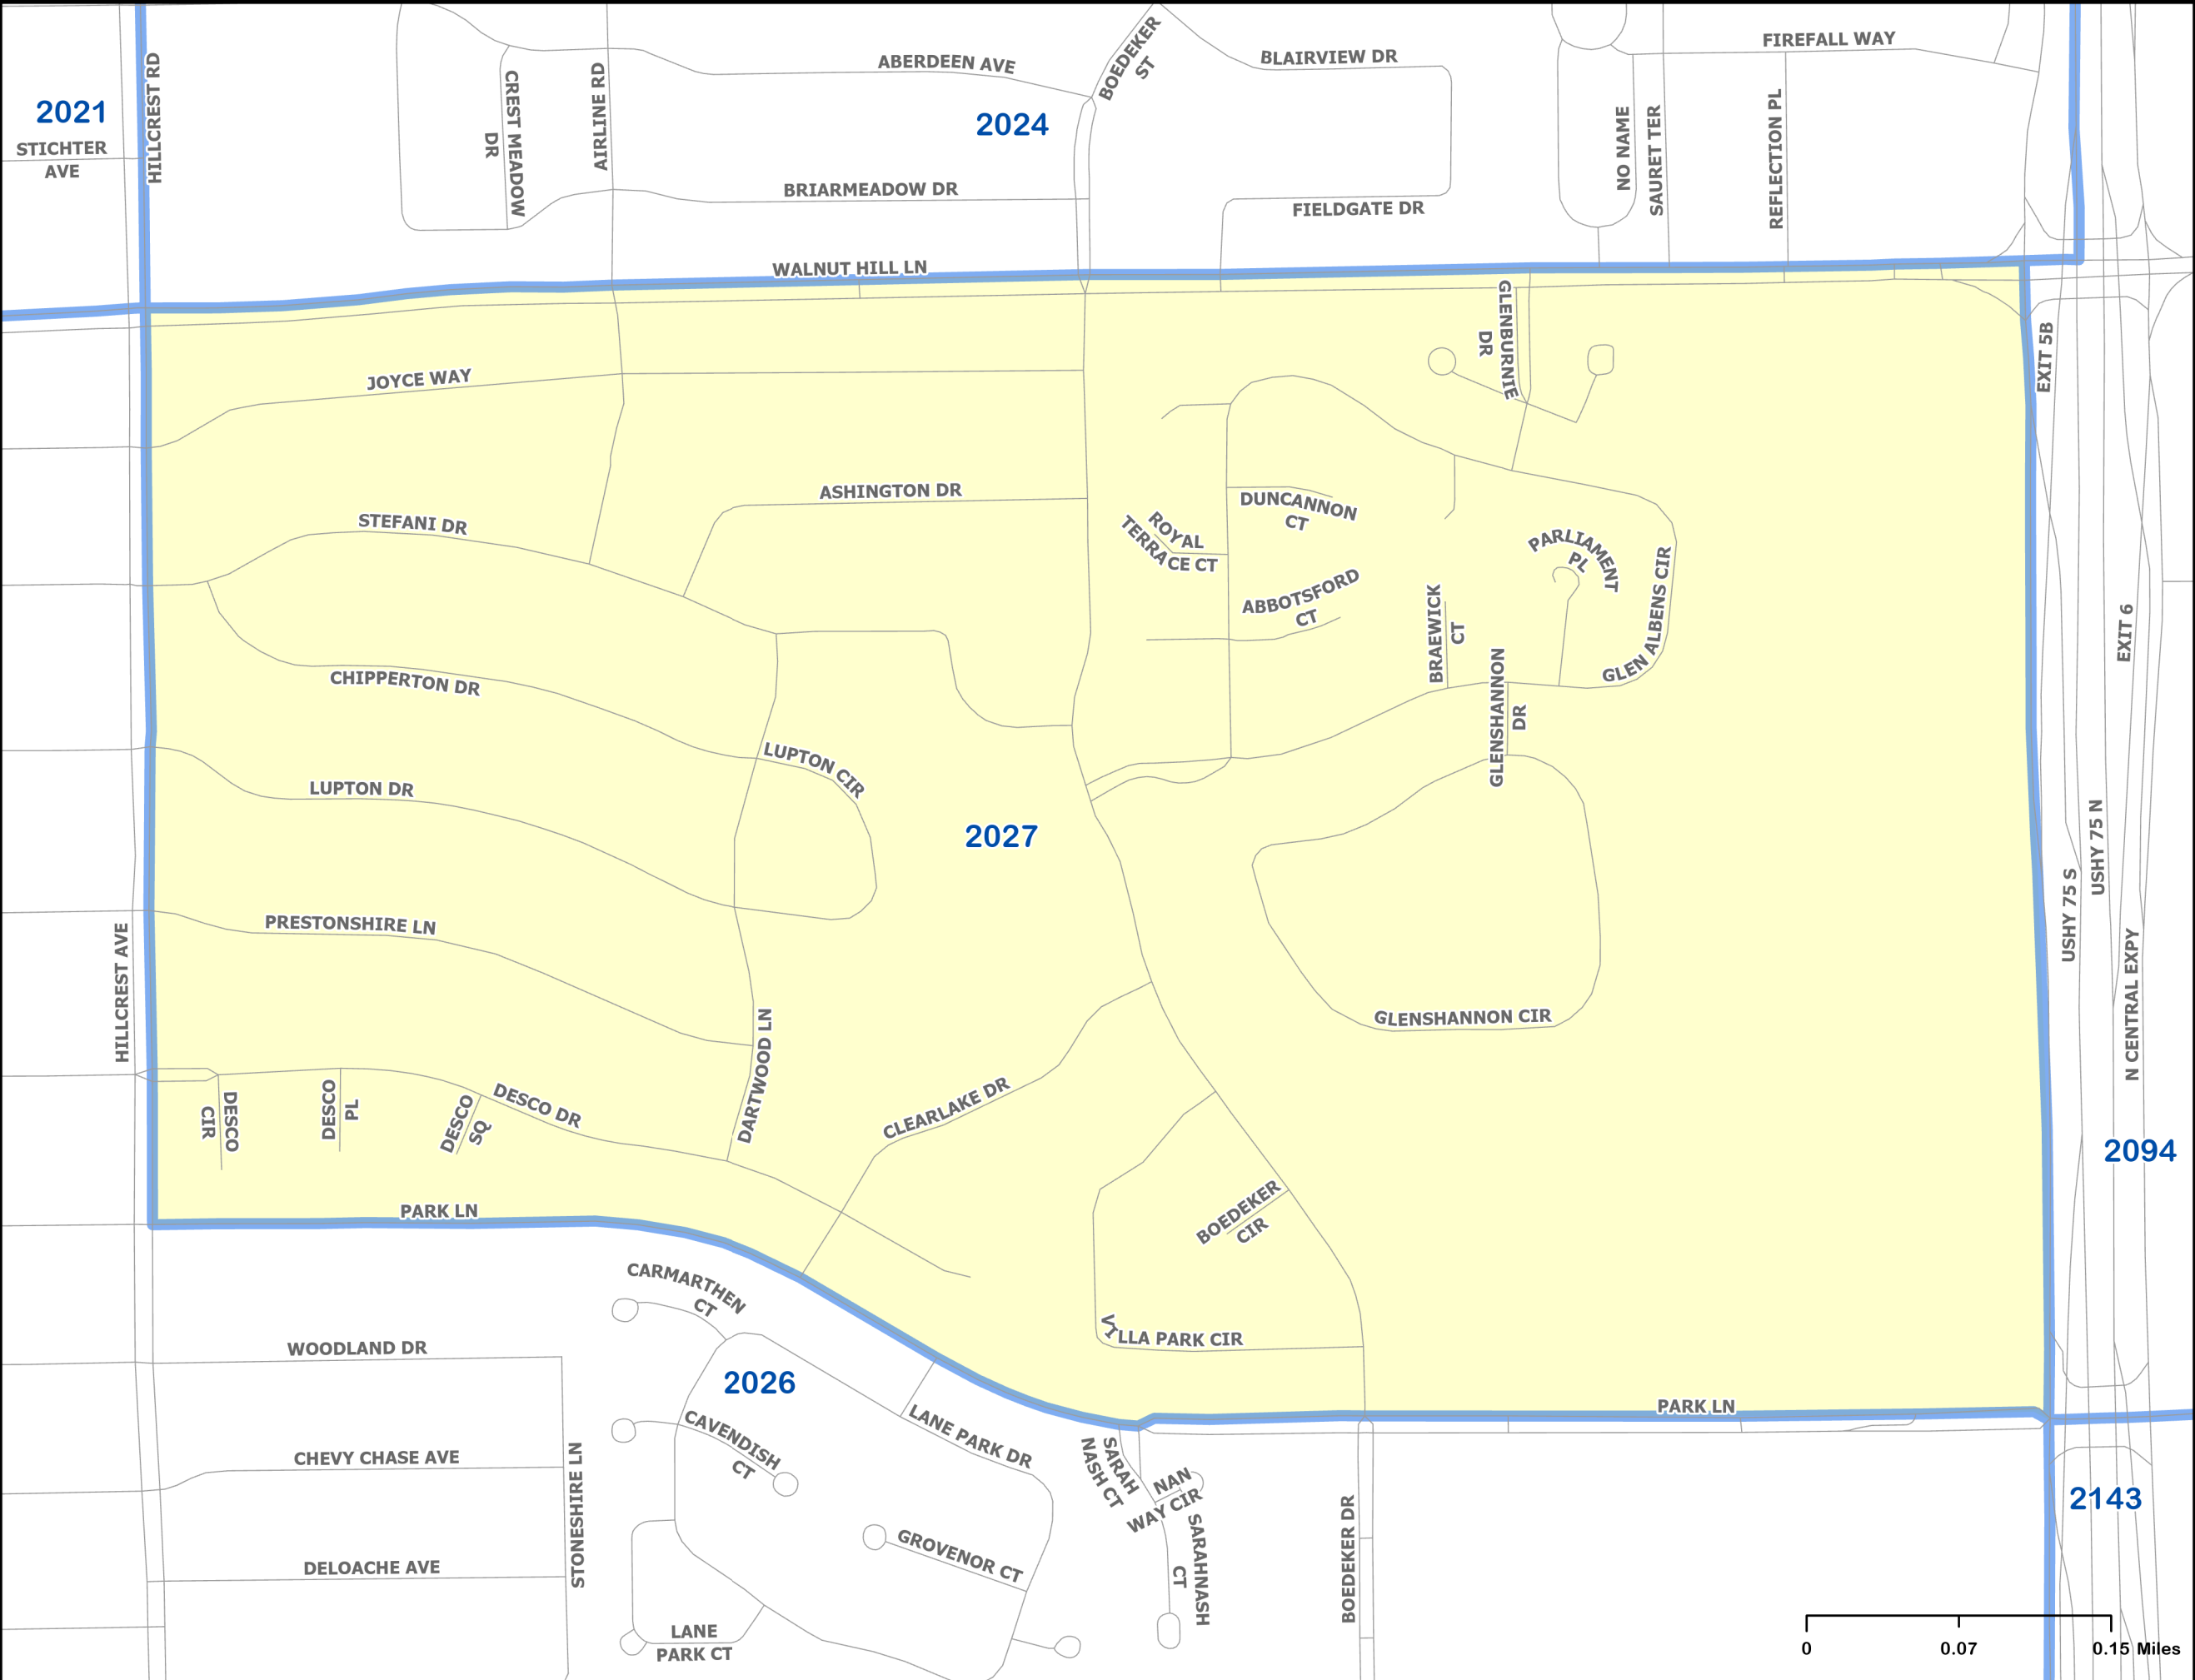 2021
STICHTER
AVE
HILLCREST RD
CREST MEADOW
DR
AIRLINE RD
ABERDEEN AVE
BOEDEKER
ST
2024
BLAIRVIEW DR
FIREFALL WAY
NO NAME
SAURET TER
REFLECTION PL
BRIARMEADOW DR
FIELDGATE DR
WALNUT HILL LN
GLENBURNIE
DR
EXIT 5B
JOYCE WAY
ASHINGTON DR
STEFANI DR
DUNCANNON
CT
ROYAL
TERRACE CT
PARLIAMENT
PL
ABBOTSFORD
CT
BRAEWICK
CT
GLEN ALBENS CIR
EXIT 6
CHIPPERTON DR
GLENSHANNON
DR
LUPTON CIR
LUPTON DR
2027
USHY 75 N
USHY 75 S
PRESTONSHIRE LN
HILLCREST AVE
N CENTRAL EXPY
GLENSHANNON CIR
DARTWOOD LN
DESCO
CIR
DESCO
PL
DESCO
SQ
DESCO DR
CLEARLAKE DR
2094
BOEDEKER
CIR
PARK LN
CARMARTHEN
CT
VILLA PARK CIR
WOODLAND DR
2026
PARK LN
LANE PARK DR
CAVENDISH
CT
CHEVY CHASE AVE
STONESHIRE LN
SARAH
NASH CT
NAN
WAY CIR
2143
GROVENOR CT
SARAHNASH
CT
BOEDEKER DR
DELOACHE AVE
LANE
PARK CT
0 0.07 0.15 Miles